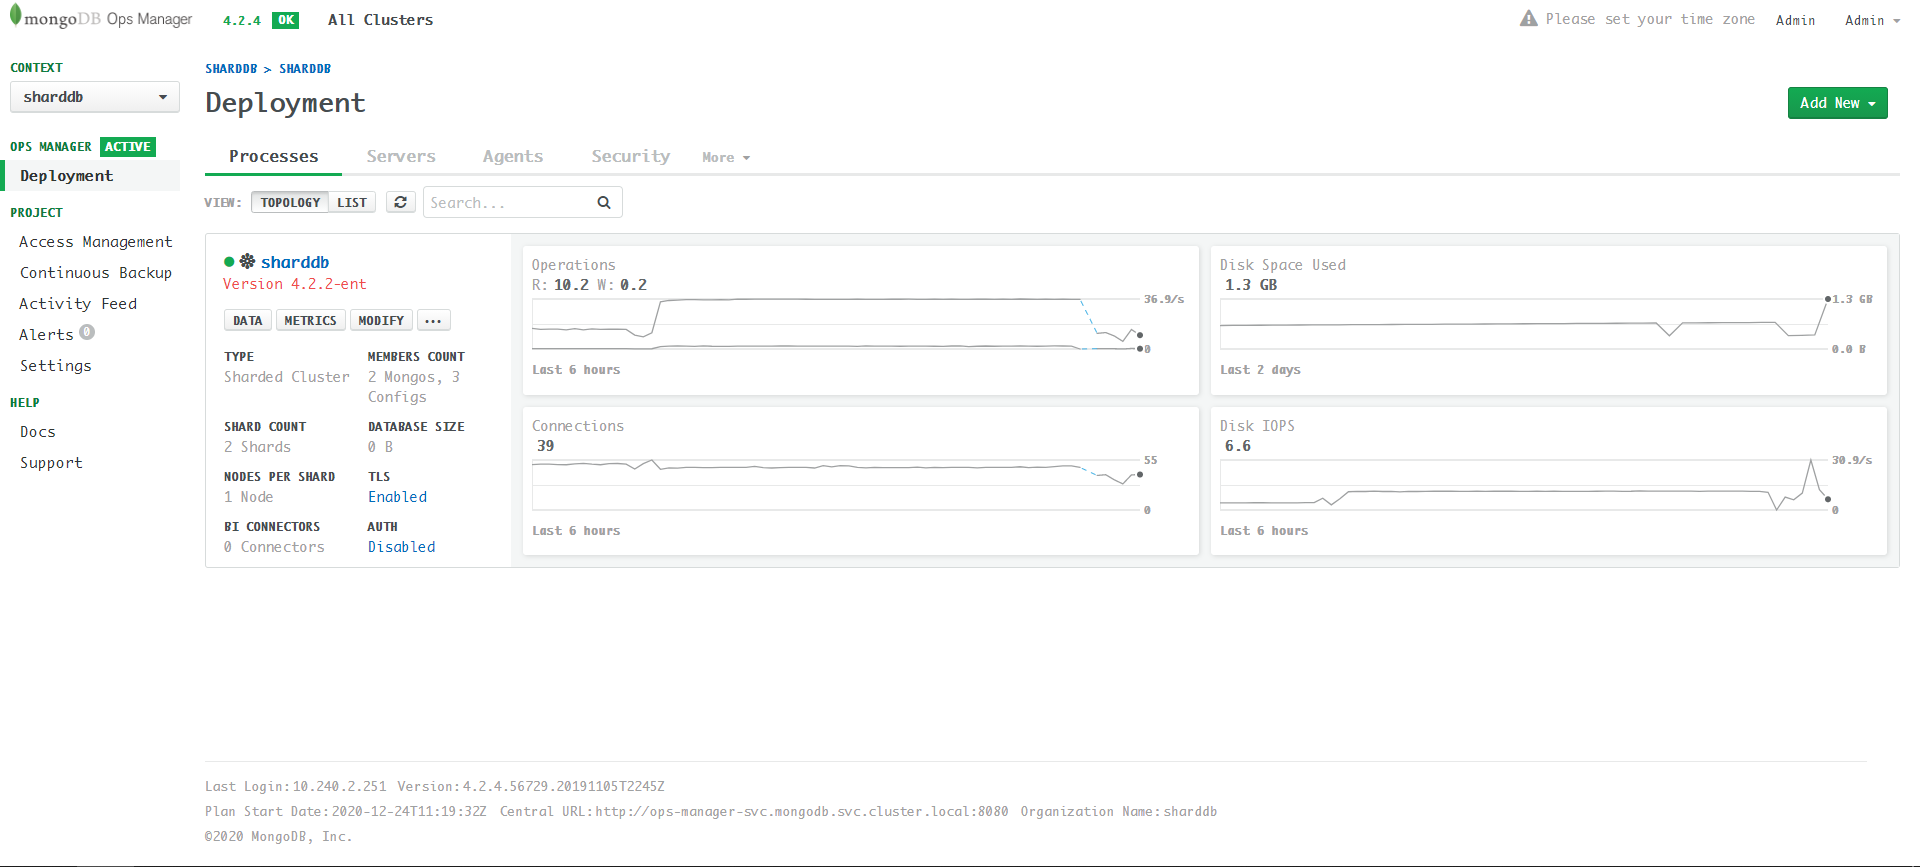 mongoDB Ops Manager 4.2.4 OK All Clusters Please set your time zone Admin Admin
CONTEXT
sharddb
OPS MANAGER ACTIVE
Deployment
PROJECT
Access Management
Continuous Backup
Activity Feed
Alerts 0
Settings
HELP
Docs
Support
SHARDDB > SHARDDB
Deployment
Add New
Processes Servers Agents Security More
VIEW: TOPOLOGY LIST Search...
sharddb
Version 4.2.2-ent
DATA METRICS MODIFY ...
TYPE
Sharded Cluster
MEMBERS COUNT
2 Mongos, 3
Configs
SHARD COUNT
2 Shards
DATABASE SIZE
0 B
NODES PER SHARD
1 Node
TLS
Enabled
BI CONNECTORS
0 Connectors
AUTH
Disabled
Operations
R: 10.2 W: 0.2
36.9/s
0
Last 6 hours
Disk Space Used
1.3 GB
1.3 GB
0.0 B
Last 2 days
Connections
39
55
0
Last 6 hours
Disk IOPS
6.6
30.9/s
0
Last 6 hours
Last Login: 10.240.2.251 Version: 4.2.4.56729.20191105T2245Z
Plan Start Date: 2020-12-24T11:19:32Z Central URL: http://ops-manager-svc.mongodb.svc.cluster.local:8080 Organization Name: sharddb
©2020 MongoDB, Inc.